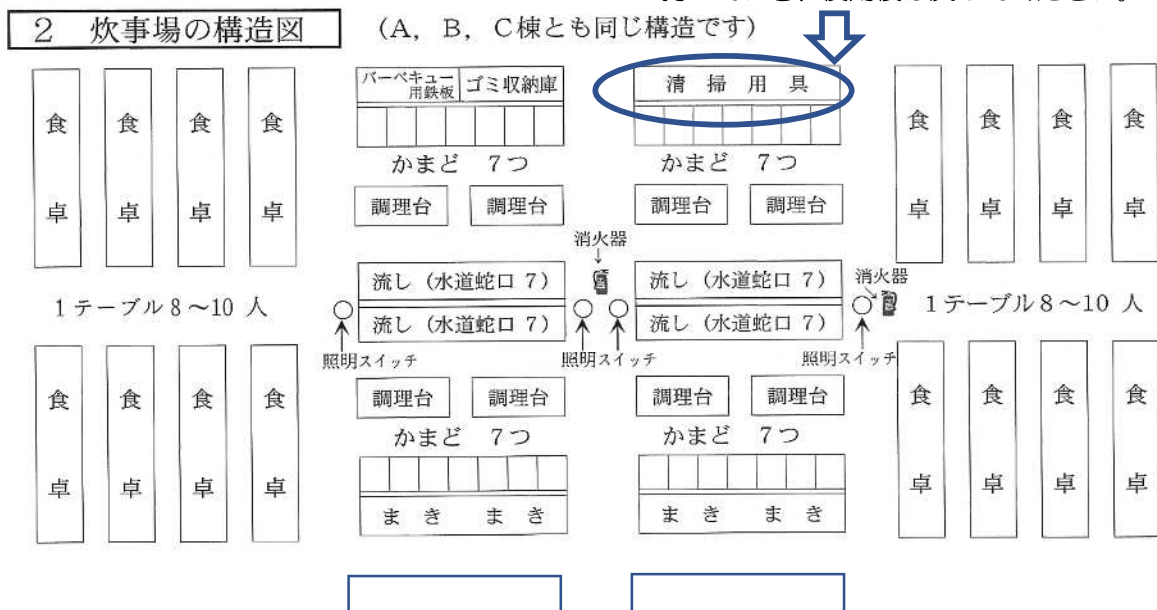 2 炊事場の構造図 (A, B, C棟とも同じ構造です)
バーベキュー用鉄板 ゴミ収納庫
清掃用具
食卓 食卓 食卓 食卓
かまど 7つ
かまど 7つ
食卓 食卓 食卓 食卓
調理台 調理台
調理台 調理台
消火器
流し (水道蛇口 7)
流し (水道蛇口 7)
消火器
1テーブル8~10 人
流し (水道蛇口 7)
流し (水道蛇口 7)
1テーブル8~10 人
照明スイッチ
照明スイッチ
照明スイッチ
食卓 食卓 食卓 食卓
調理台 調理台
調理台 調理台
食卓 食卓 食卓 食卓
かまど 7つ
かまど 7つ
まき まき
まき まき